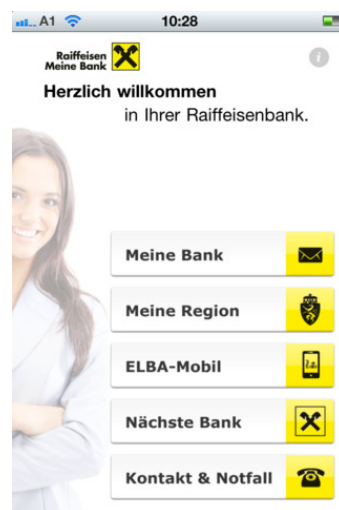 A1 10:28
Raiffeisen
Meine Bank
Herzlich willkommen
in Ihrer Raiffeisenbank.
Meine Bank
Meine Region
ELBA-Mobil
Nächste Bank
Kontakt & Notfall